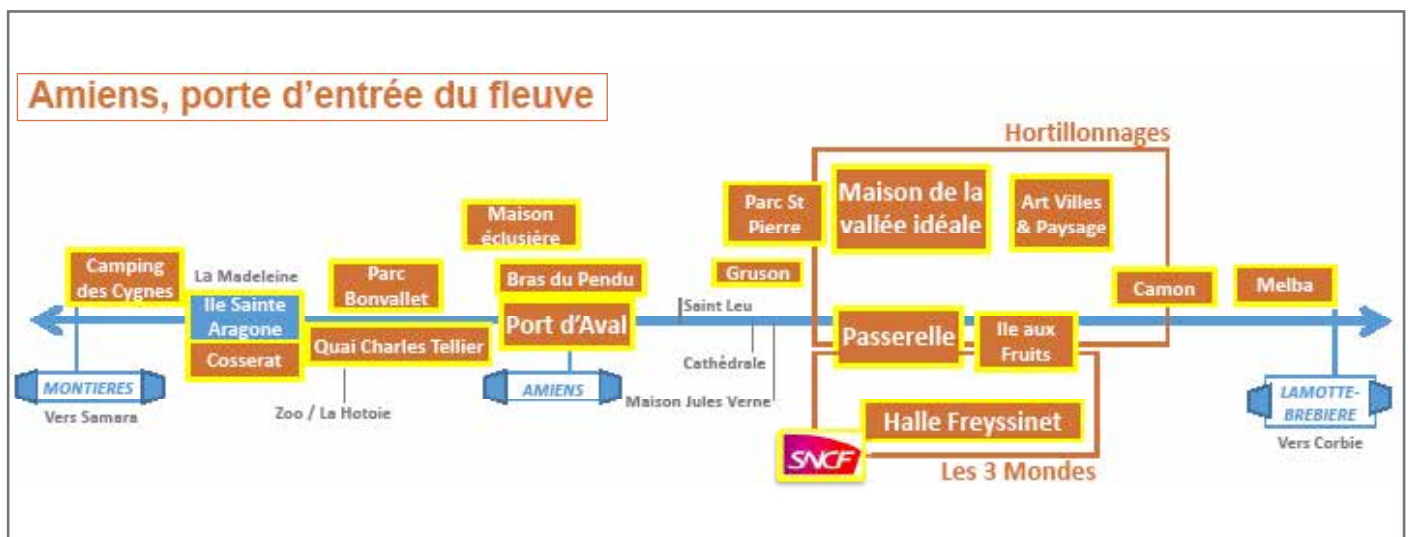 Amiens, porte d'entrée du fleuve
Hortillonnages
Maison de la
vallée idéale
Art Villes
& Paysage
Parc St
Pierre
Maison
éclusière
Camping
des Cygnes
La Madeleine
Parc
Bonvallet
Bras du Pendu
Gruson
Camon
Melba
Ile Sainte
Aragone
Port d'Aval
Saint Leu
Passerelle
Ile aux
Fruits
Cosserat
Quai Charles Tellier
Cathédrale
MONTIERES
AMIENS
Maison Jules Verne
LAMOTTE-
BREBIERE
Vers Samara
Zoo / La Hotoie
Halle Freyssinet
Vers Corbie
SNCF
Les 3 Mondes